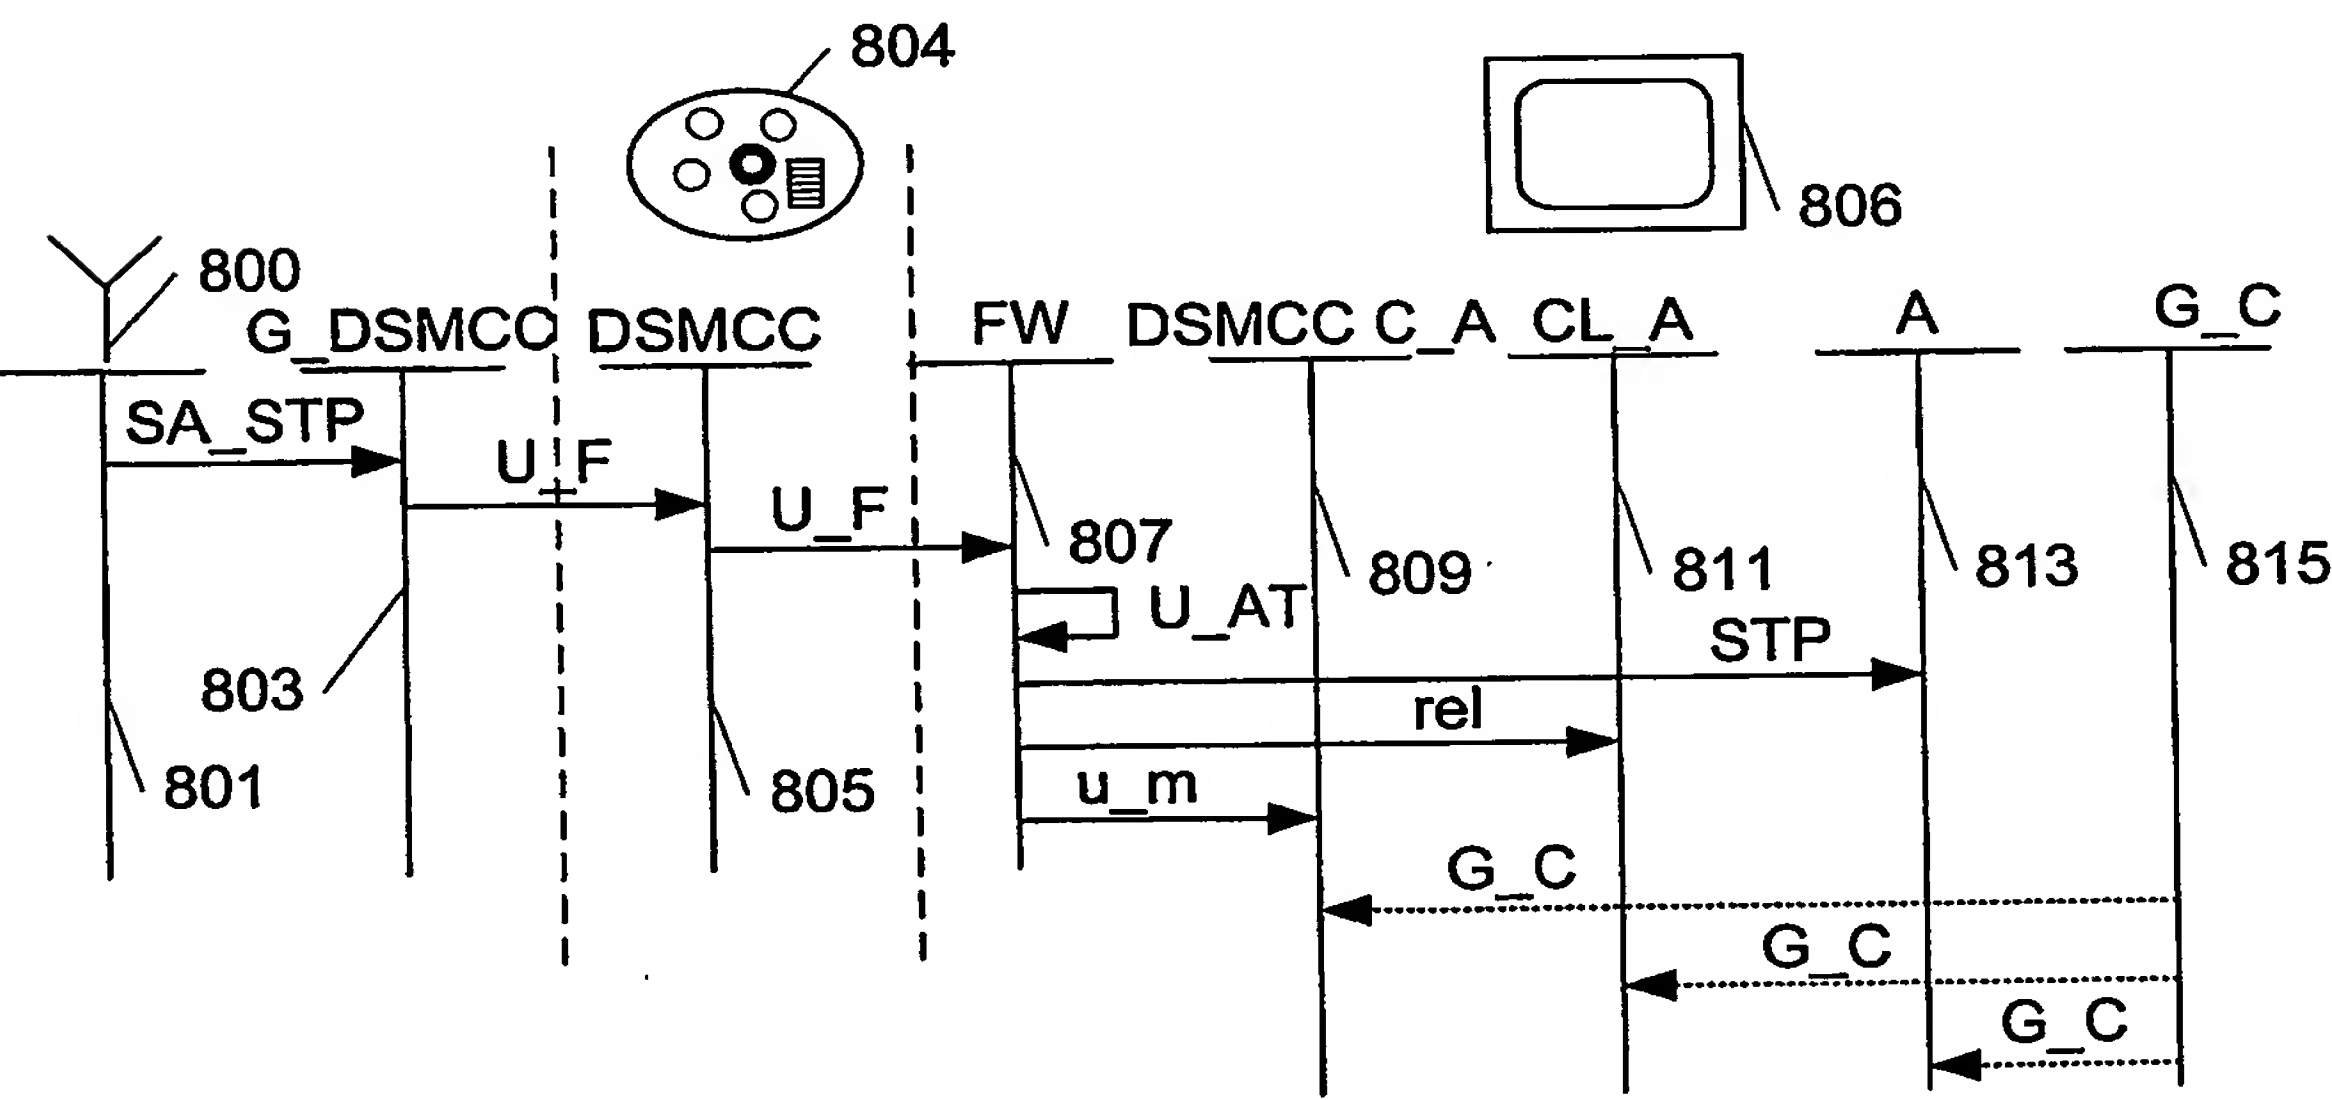 804
806
800
G_DSMCC DSMCC FW DSMCC C_A CL_A A G_C
SA_STP
U_F
U_F
807
809
811
813
815
U_AT
STP
803
rel
801
805
u_m
G_C
G_C
G_C